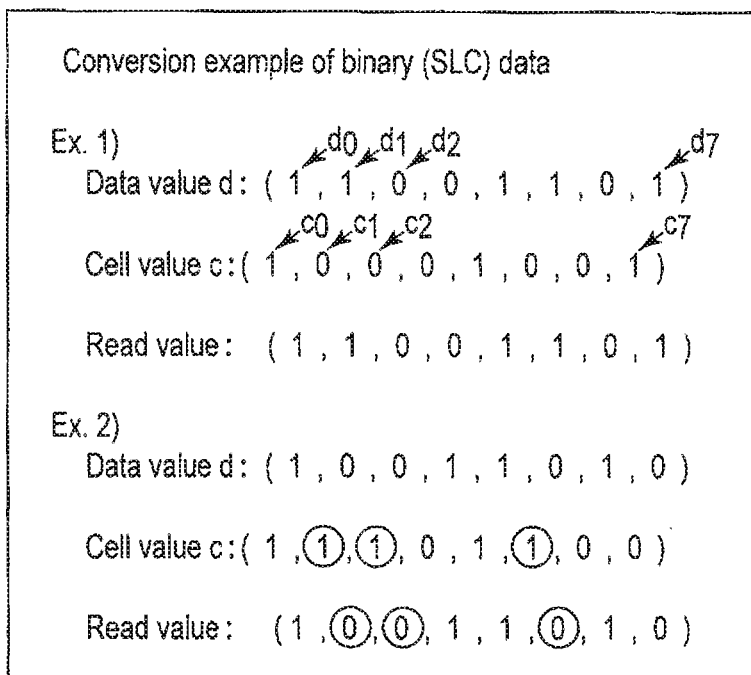 Conversion example of binary (SLC) data
Ex. 1)
d0 d1 d2 d7
Data value d: ( 1 , 1 , 0 , 0 , 1 , 1 , 0 , 1 )
c0 c1 c2 c7
Cell value c:( 1 , 0 , 0 , 0 , 1 , 0 , 0 , 1 )
Read value: ( 1 , 1 , 0 , 0 , 1 , 1 , 0 , 1 )
Ex. 2)
Data value d: ( 1 , 0 , 0 , 1 , 1 , 0 , 1 , 0 )
Cell value c:( 1 , 1 , 1 , 0 , 1 , 1 , 0 , 0 )
Read value: ( 1 , 0 , 0 , 1 , 1 , 0 , 1 , 0 )